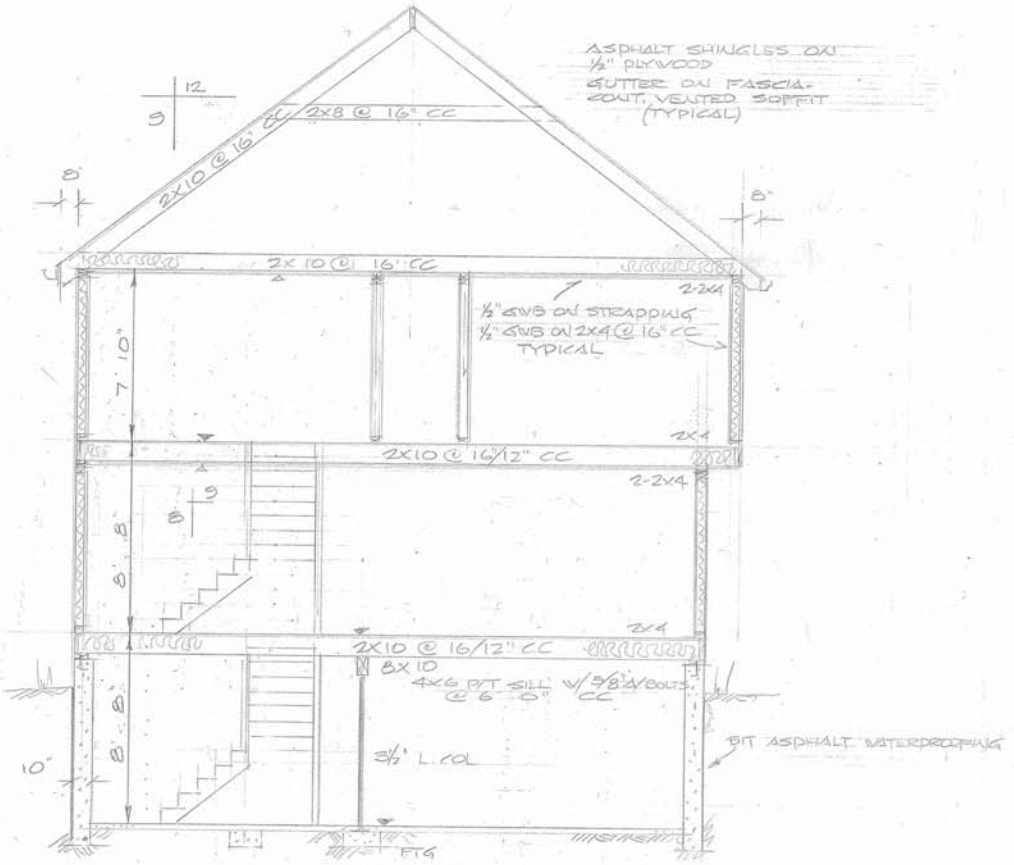 ASPHALT SHINGLES ON
1/2" PLYWOOD
GUTTER ON FASCIA-
CONT. VENTED SOFFIT
(TYPICAL)
12
9
2X8 @ 16" CC
2X10 @ 16" CC
8"
8"
2X10 @ 16" CC
2-2X4
1/2" GWB ON STRAPPING
1/2" GWB ON 2X4 @ 16" CC
TYPICAL
7' 10"
2X4
2X10 @ 16/12" CC
2-2X4
9
8
8' 8"
2X4
2X10 @ 16/12" CC
8X10
4X6 P/T SILL W/ 5/8" A/BOLTS
@ 6' 0" CC
8' 8"
BIT ASPHALT WATERPROOFING
10"
3 1/2" L. COL
FTG